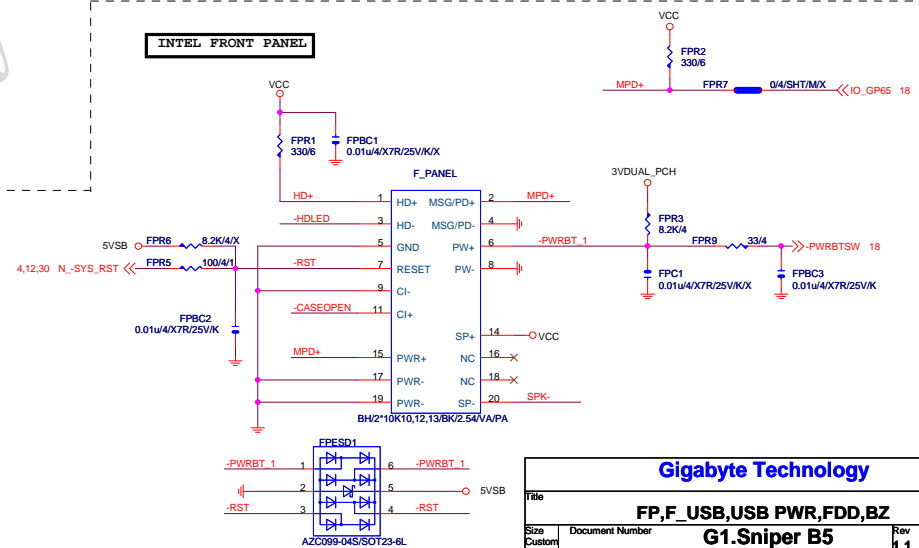 INTEL FRONT PANEL
VCC
FPR2
330/6
MPD+
FPR7
0/4/SHT/M/X
IO_GP65 18
VCC
FPR1
330/6
FPBC1
0.01u/4/X7R/25V/K/X
F_PANEL
HD+ 1 HD+ MSG/PD+ 2 MPD+
-HDLED 3 HD- MSG/PD- 4
5 GND PW+ 6 -PWRBT_1
-RST 7 RESET PW- 8
9 CI-
-CASEOPEN 11 CI+
SP+ 14 VCC
MPD+ 15 PWR+ NC 16
17 PWR- NC 18
19 PWR- SP- 20 SPK-
BH/2*10K10,12,13/BK/2.54/VA/PA
5VSB FPR6 8.2K/4/X
4,12,30 N_-SYS_RST FPR5 100/4/1
FPBC2
0.01u/4/X7R/25V/K
3VDUAL_PCH
FPR3
8.2K/4
FPR9 33/4
-PWRBTSW 18
FPC1
0.01u/4/X7R/25V/K/X
FPBC3
0.01u/4/X7R/25V/K
FPESD1
-PWRBT_1 1 6 -PWRBT_1
2 5 5VSB
-RST 3 4 -RST
AZC099-04S/SOT23-6L
Gigabyte Technology
Title
FP,F_USB,USB PWR,FDD,BZ
Size Document Number Rev
Custom G1.Sniper B5 1.1